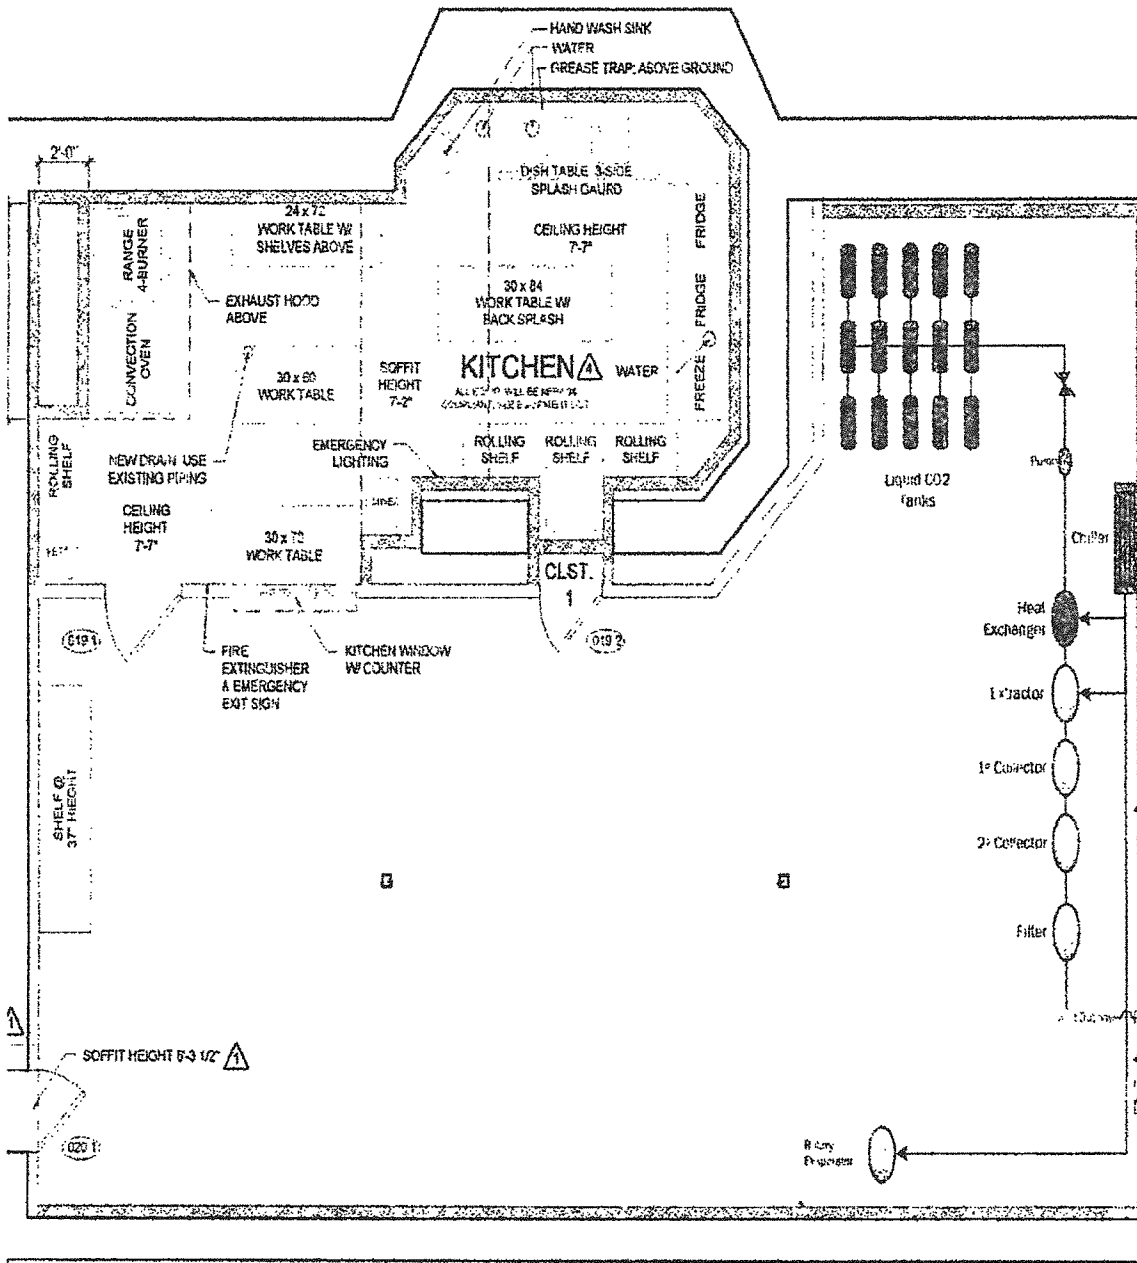 HAND WASH SINK
WATER
GREASE TRAP, ABOVE GROUND
2'-0"
DISH TABLE 3-SIDE
SPLASH GAURD
24 x 72
WORK TABLE W/
SHELVES ABOVE
CEILING HEIGHT
7'-7"
RANGE
4-BURNER
FRIDGE
FRIDGE
FREEZE
EXHAUST HOOD
ABOVE
30 x 84
WORK TABLE W/
BACK SPLASH
CONVECTION
OVEN
KITCHEN
4
WATER
SOFFIT
HEIGHT
7'-2"
30 x 60
WORK TABLE
ROLLING
SHELF
EMERGENCY
LIGHTING
ROLLING
SHELF
ROLLING
SHELF
ROLLING
SHELF
NEW DRAIN USE
EXISTING PIPING
CEILING
HEIGHT
7'-7"
30 x 72
WORK TABLE
CLST.
1
Liquid CO2
Tanks
Pump
Chiller
Heat
Exchanger
Extractor
1º Collector
2º Collector
Filter
019 1
019 2
FIRE
EXTINGUISHER
& EMERGENCY
EXIT SIGN
KITCHEN WINDOW
W/ COUNTER
SHELF @
37" HIEGHT
1
SOFFIT HEIGHT 6'-3 1/2"
1
020 1